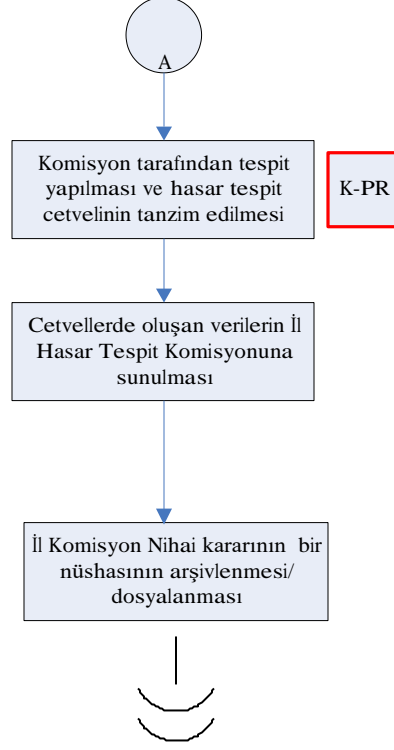 A
Komisyon tarafından tespit
yapılması ve hasar tespit
cetvelinin tanzim edilmesi
K-PR
Cetvellerde oluşan verilerin İl
Hasar Tespit Komisyonuna
sunulması
İl Komisyon Nihai kararının bir
nüshasının arşivlenmesi/
dosyalanması